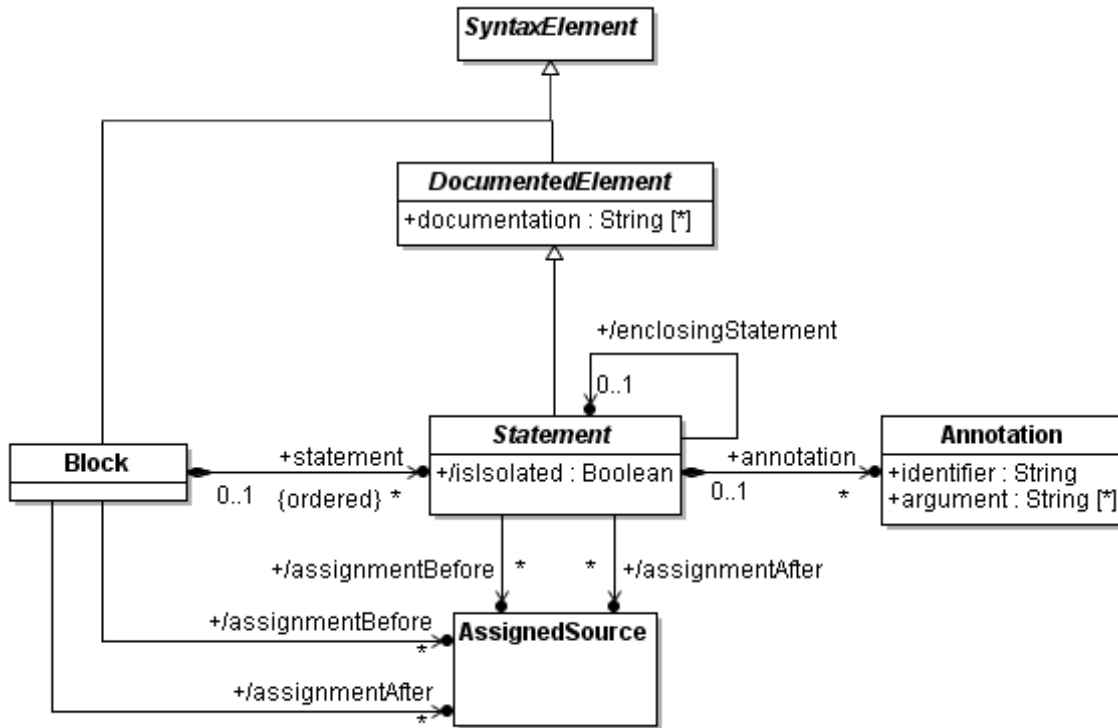 SyntaxElement
DocumentedElement
+documentation : String [*]
+/enclosingStatement
0..1
Block
+statement
0..1
{ordered} *
Statement
+/isIsolated : Boolean
+annotation
0..1
*
Annotation
+identifier : String
+argument : String [*]
+/assignmentBefore
*
*
+/assignmentAfter
+/assignmentBefore
*
AssignedSource
+/assignmentAfter
*